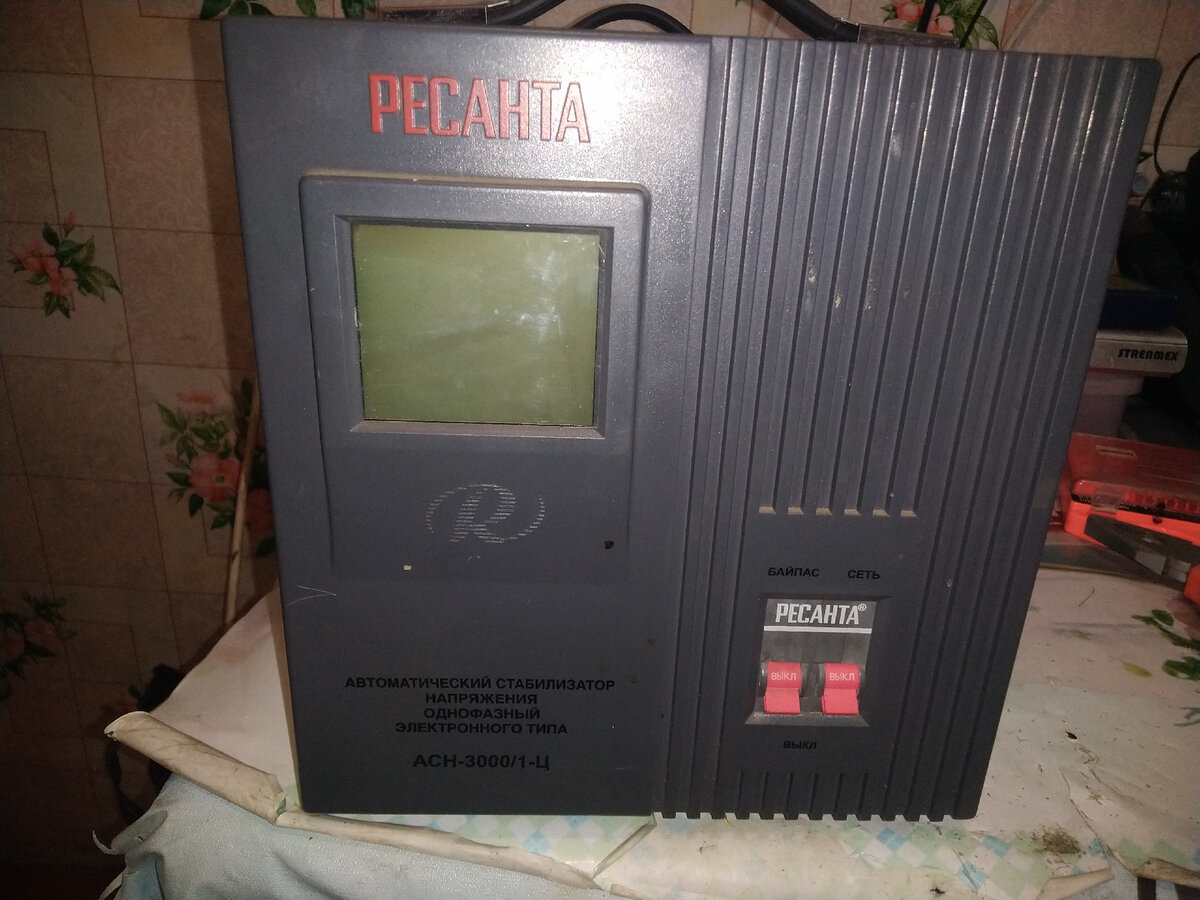 РЕСАНТА
STREAMEX
БАЙПАС СЕТЬ
РЕСАНТА®
ВЫКЛ ВЫКЛ
ВЫКЛ
АВТОМАТИЧЕСКИЙ СТАБИЛИЗАТОР
НАПРЯЖЕНИЯ
ОДНОФАЗНЫЙ
ЭЛЕКТРОННОГО ТИПА
АСН-3000/1-Ц